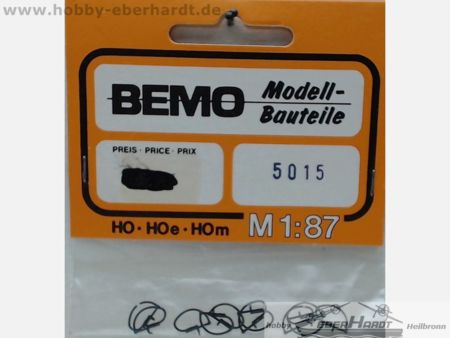 www.hobby-eberhardt.de
BEMO Modell-
Bauteile
PREIS · PRICE · PRIX
5015
HO · HOe · HOm M 1:87
hobby EBERHARDT Heilbronn